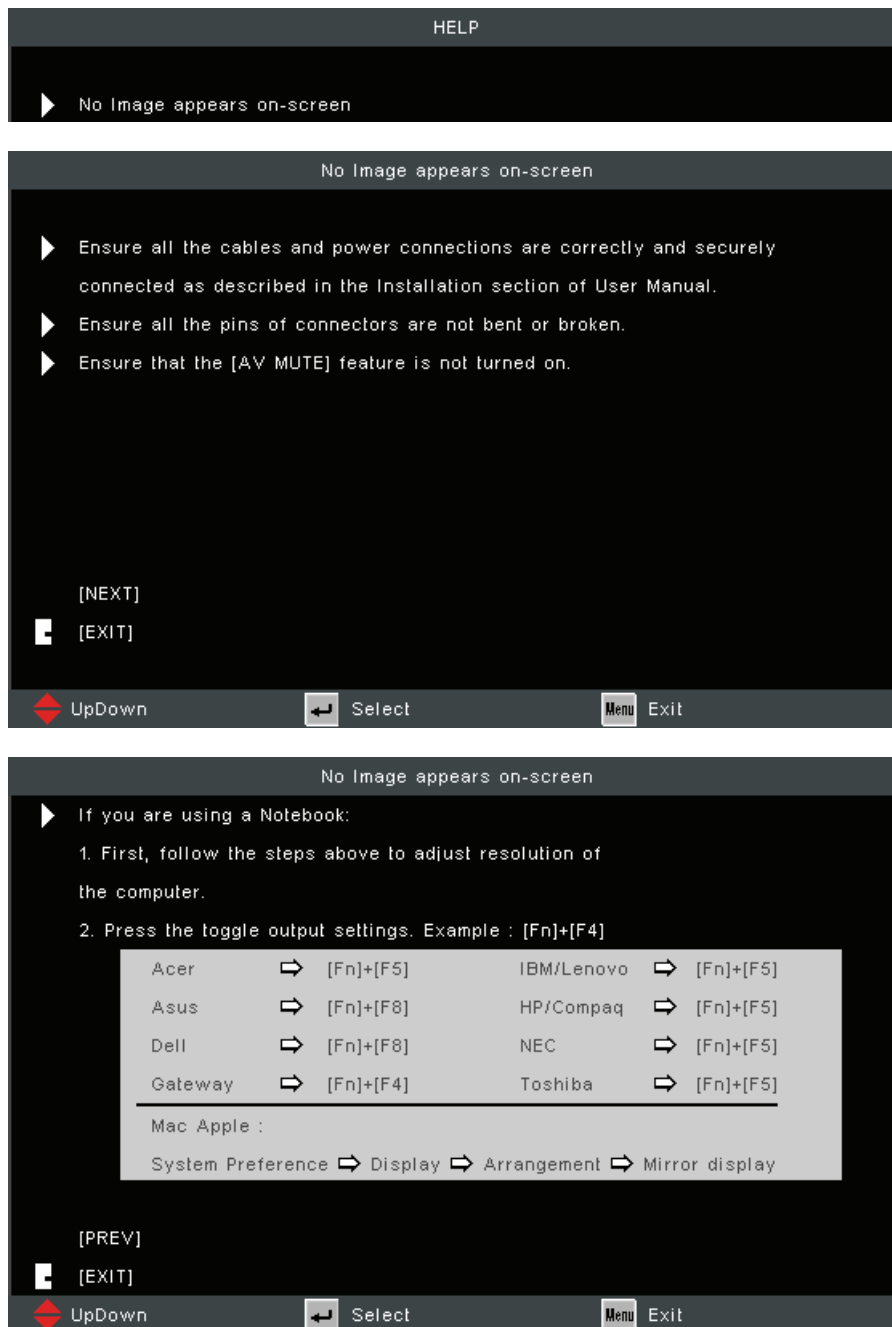 HELP
No Image appears on-screen
No Image appears on-screen
Ensure all the cables and power connections are correctly and securely
connected as described in the Installation section of User Manual.
Ensure all the pins of connectors are not bent or broken.
Ensure that the [AV MUTE] feature is not turned on.
[NEXT]
[EXIT]
UpDown Select Menu Exit
No Image appears on-screen
If you are using a Notebook:
1. First, follow the steps above to adjust resolution of
the computer.
2. Press the toggle output settings. Example : [Fn]+[F4]
Acer ⇨ [Fn]+[F5] IBM/Lenovo ⇨ [Fn]+[F5]
Asus ⇨ [Fn]+[F8] HP/Compaq ⇨ [Fn]+[F5]
Dell ⇨ [Fn]+[F8] NEC ⇨ [Fn]+[F5]
Gateway ⇨ [Fn]+[F4] Toshiba ⇨ [Fn]+[F5]
Mac Apple :
System Preference ⇨ Display ⇨ Arrangement ⇨ Mirror display
[PREV]
[EXIT]
UpDown Select Menu Exit